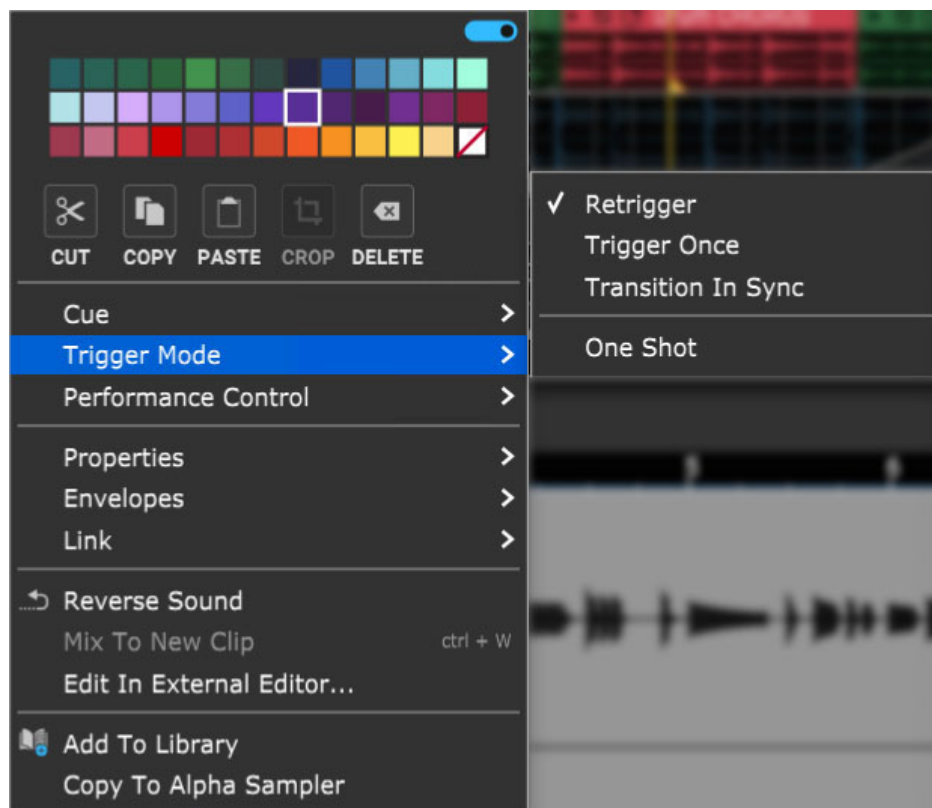 CUT COPY PASTE CROP DELETE
Cue
Trigger Mode
Performance Control
Properties
Envelopes
Link
Reverse Sound
Mix To New Clip ctrl + W
Edit In External Editor...
Add To Library
Copy To Alpha Sampler
Retrigger
Trigger Once
Transition In Sync
One Shot
5 6